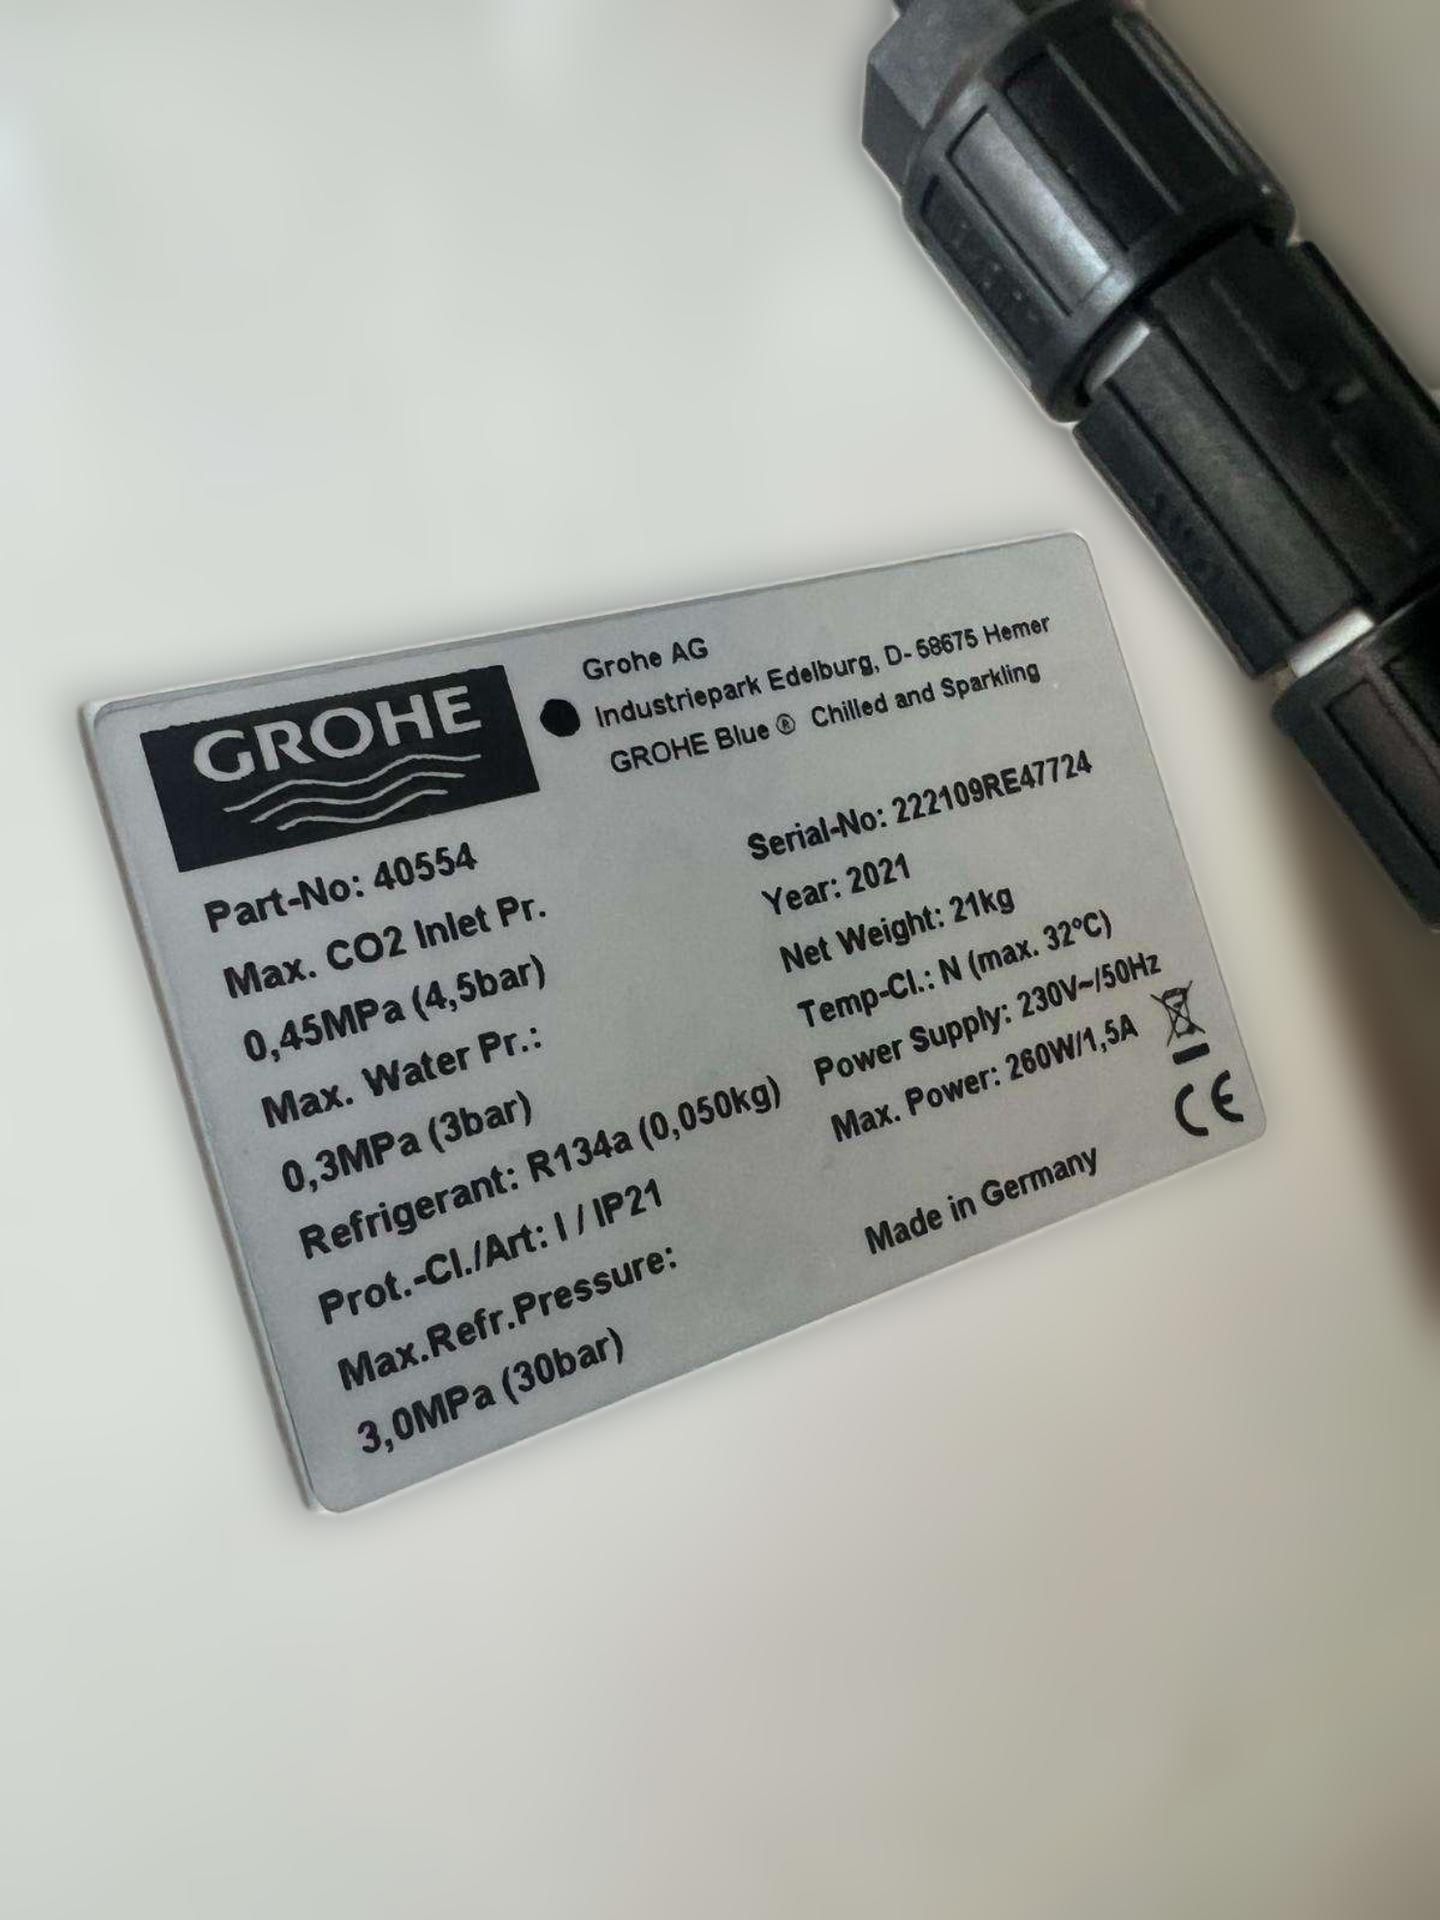 GROHE
Grohe AG
Industriepark Edelburg, D- 58675 Hemer
GROHE Blue ® Chilled and Sparkling
Part-No: 40554
Max. CO2 Inlet Pr.
0,45MPa (4,5bar)
Max. Water Pr.:
0,3MPa (3bar)
Refrigerant: R134a (0,050kg)
Prot.-Cl./Art: I / IP21
Max.Refr.Pressure:
3,0MPa (30bar)
Serial-No: 222109RE47724
Year: 2021
Net Weight: 21kg
Temp-Cl.: N (max. 32°C)
Power Supply: 230V~/50Hz
Max. Power: 260W/1,5A
CE
Made in Germany